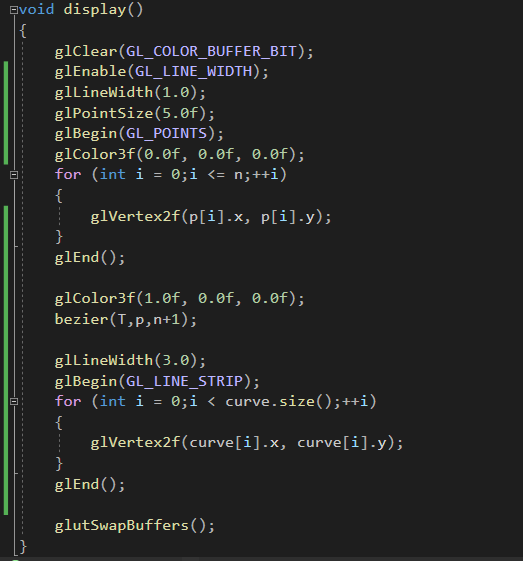 void display()
{
glClear(GL_COLOR_BUFFER_BIT);
glEnable(GL_LINE_WIDTH);
glLineWidth(1.0);
glPointSize(5.0f);
glBegin(GL_POINTS);
glColor3f(0.0f, 0.0f, 0.0f);
for (int i = 0;i <= n;++i)
{
glVertex2f(p[i].x, p[i].y);
}
glEnd();
glColor3f(1.0f, 0.0f, 0.0f);
bezier(T,p,n+1);
glLineWidth(3.0);
glBegin(GL_LINE_STRIP);
for (int i = 0;i < curve.size();++i)
{
glVertex2f(curve[i].x, curve[i].y);
}
glEnd();
glutSwapBuffers();
}